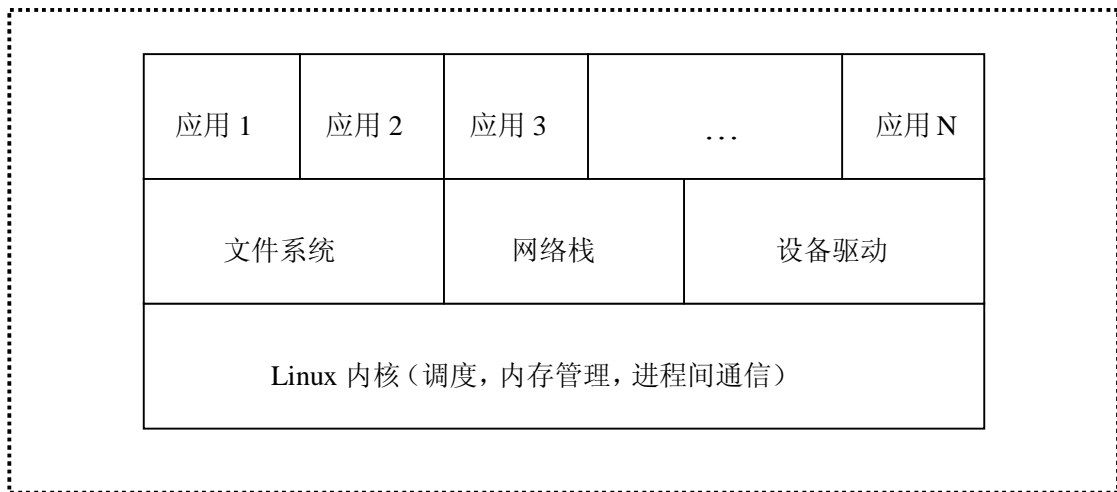 应用 1 应用 2 应用 3 ... 应用 N
文件系统 网络栈 设备驱动
Linux 内核（调度，内存管理，进程间通信）